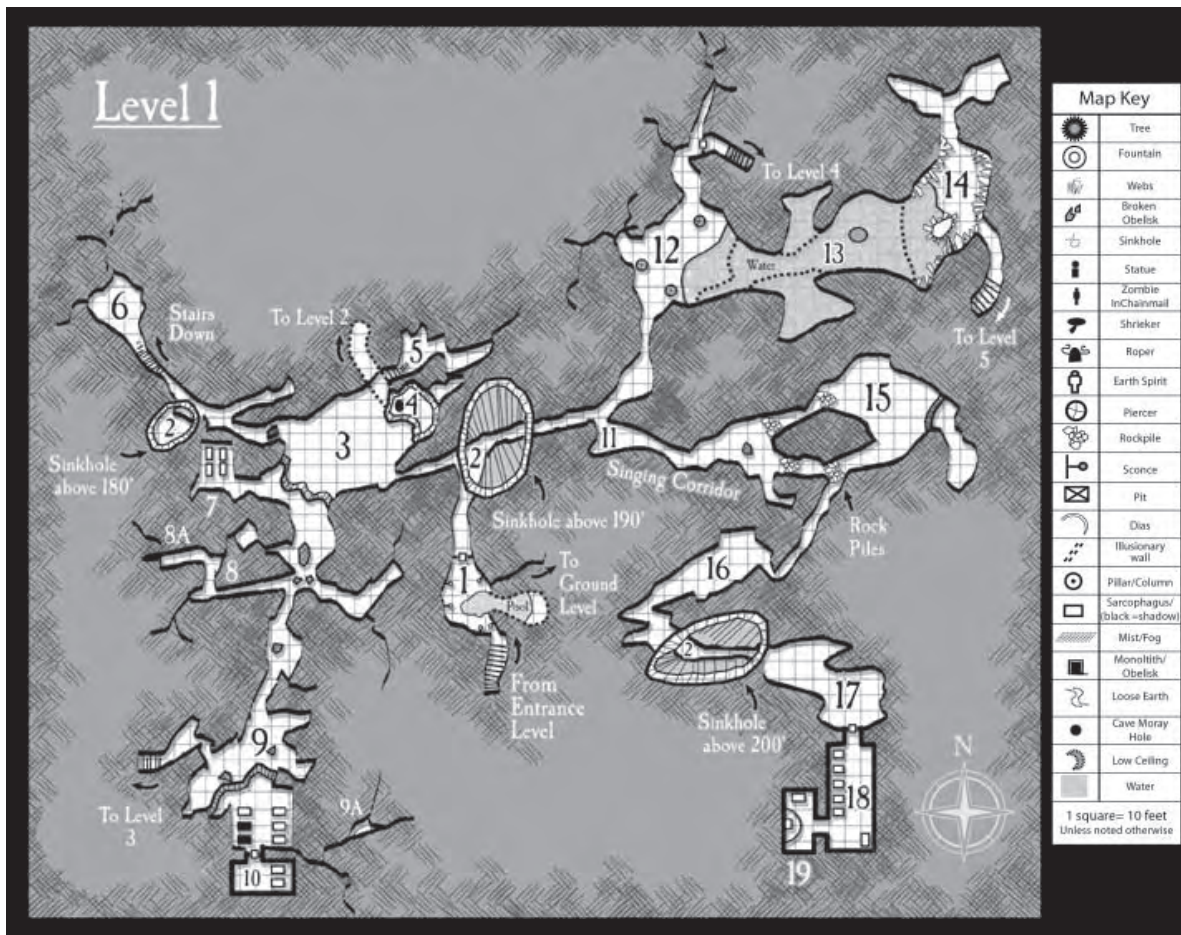 Level 1
To Level 4
14
12
13
Water
6
Stairs
Down
To Level 2
5
To Level
5
4
15
2
3
2
11
Singing Corridor
Sinkhole
above 180'
7
Sinkhole above 190'
Rock
Piles
8A
8
1
To
Ground
Level
Pool
16
From
Entrance
Level
2
17
Sinkhole
above 200'
9
N
To Level
3
9A
18
10
19
Map Key
Tree
Fountain
Webs
Broken
Obelisk
Sinkhole
Statue
Zombie
InChainmail
Shrieker
Roper
Earth Spirit
Piercer
Rockpile
Sconce
Pit
Dias
Illusionary
wall
Pillar/Column
Sarcophagus/
(black =shadow)
Mist/Fog
Monoltith/
Obelisk
Loose Earth
Cave Moray
Hole
Low Ceiling
Water
1 square= 10 feet
Unless noted otherwise